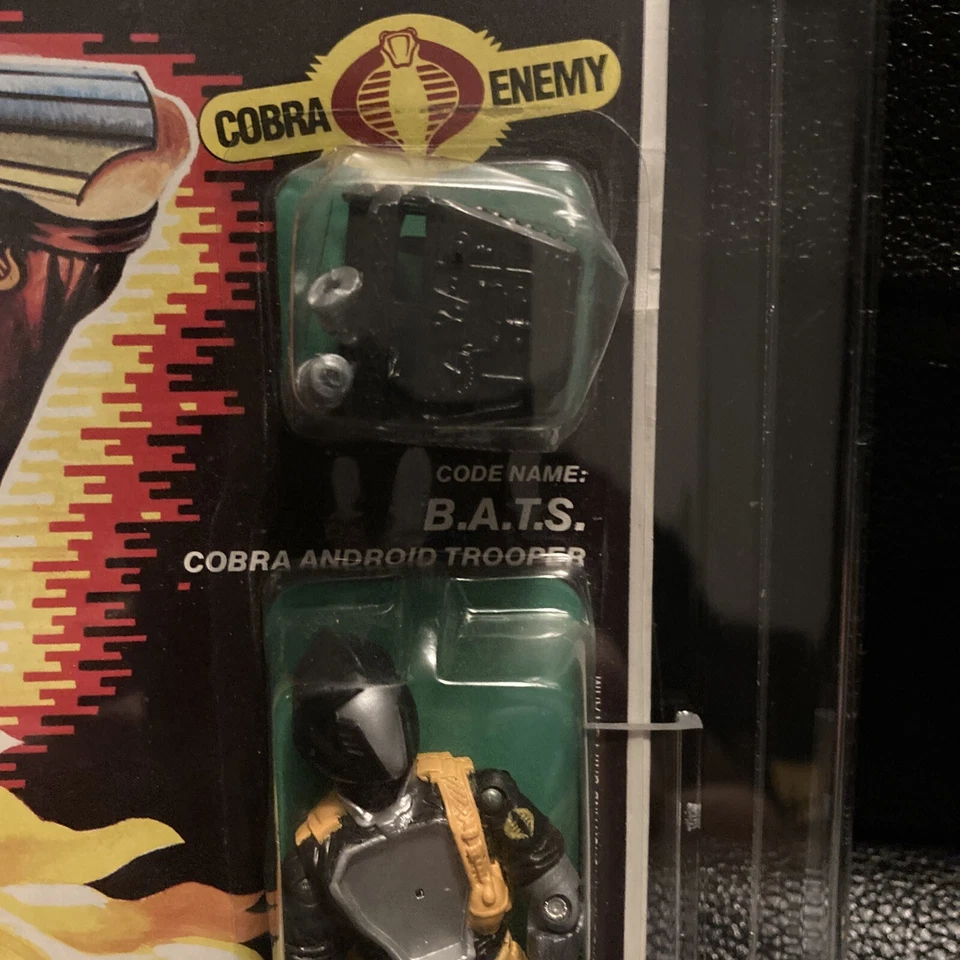 COBRA ENEMY
CODE NAME:
B.A.T.S.
COBRA ANDROID TROOPER